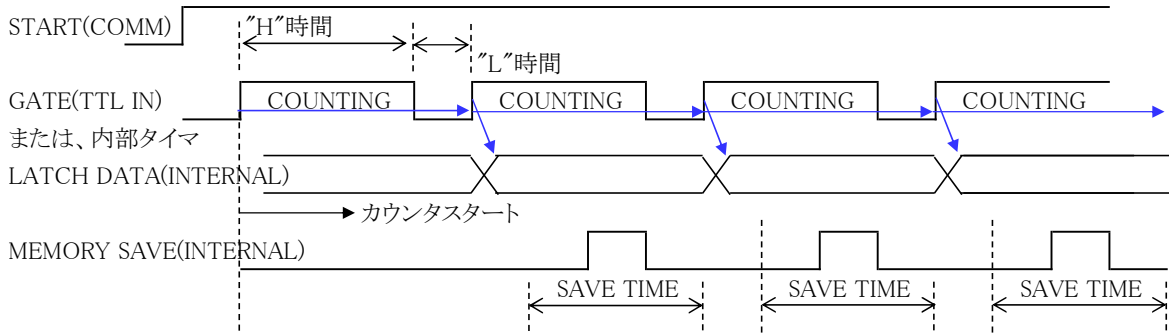 START(COMM)
"H"時間
"L"時間
GATE(TTL IN)
COUNTING
COUNTING
COUNTING
COUNTING
または、内部タイマ
LATCH DATA(INTERNAL)
カウンタスタート
MEMORY SAVE(INTERNAL)
SAVE TIME
SAVE TIME
SAVE TIME